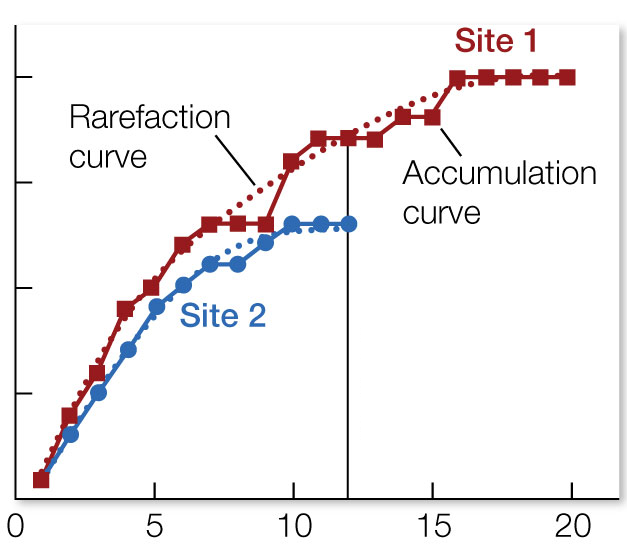 Site 1
Rarefaction
curve
Accumulation
curve
Site 2
0 5 10 15 20